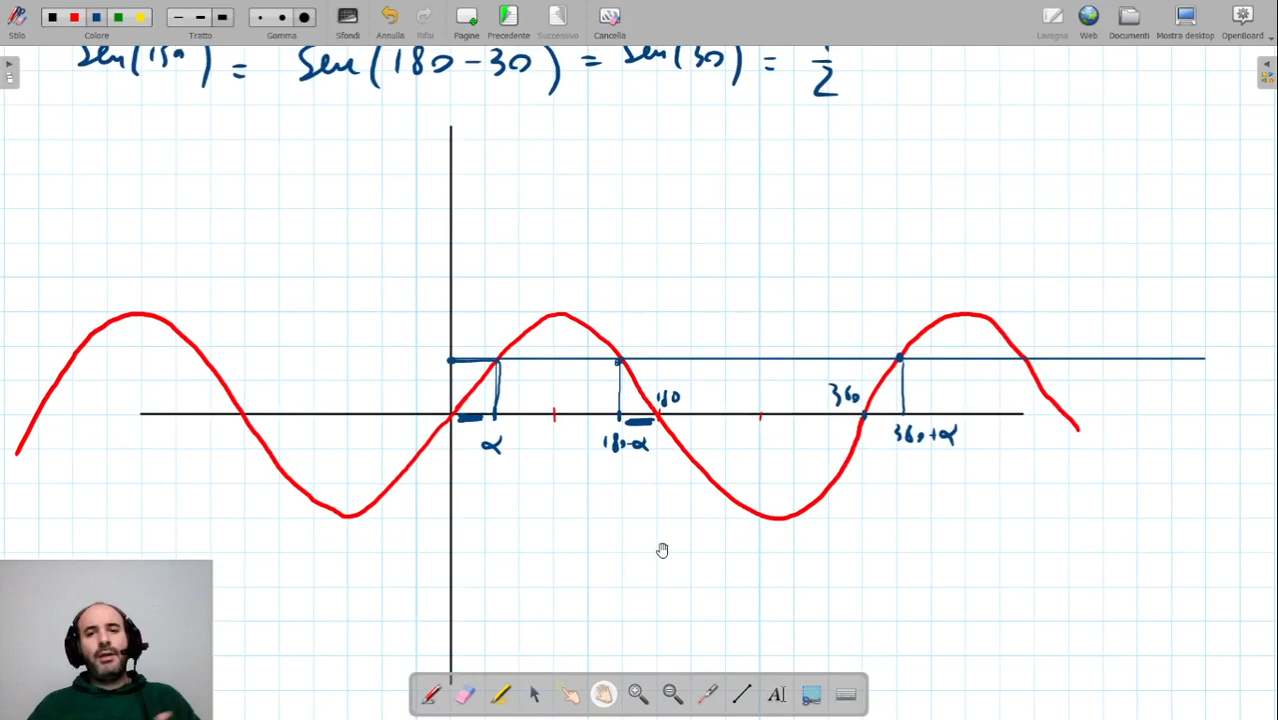 Stilo Colore Tratto Gomma Sfondi Annulla Rifai Pagine Precedente Successivo Cancella Lavagna Web Documenti Mostra desktop OpenBoard
sen(150) = sen(180-30) = sen(30) = 1/2
360 180
α 180-α 360+α
A